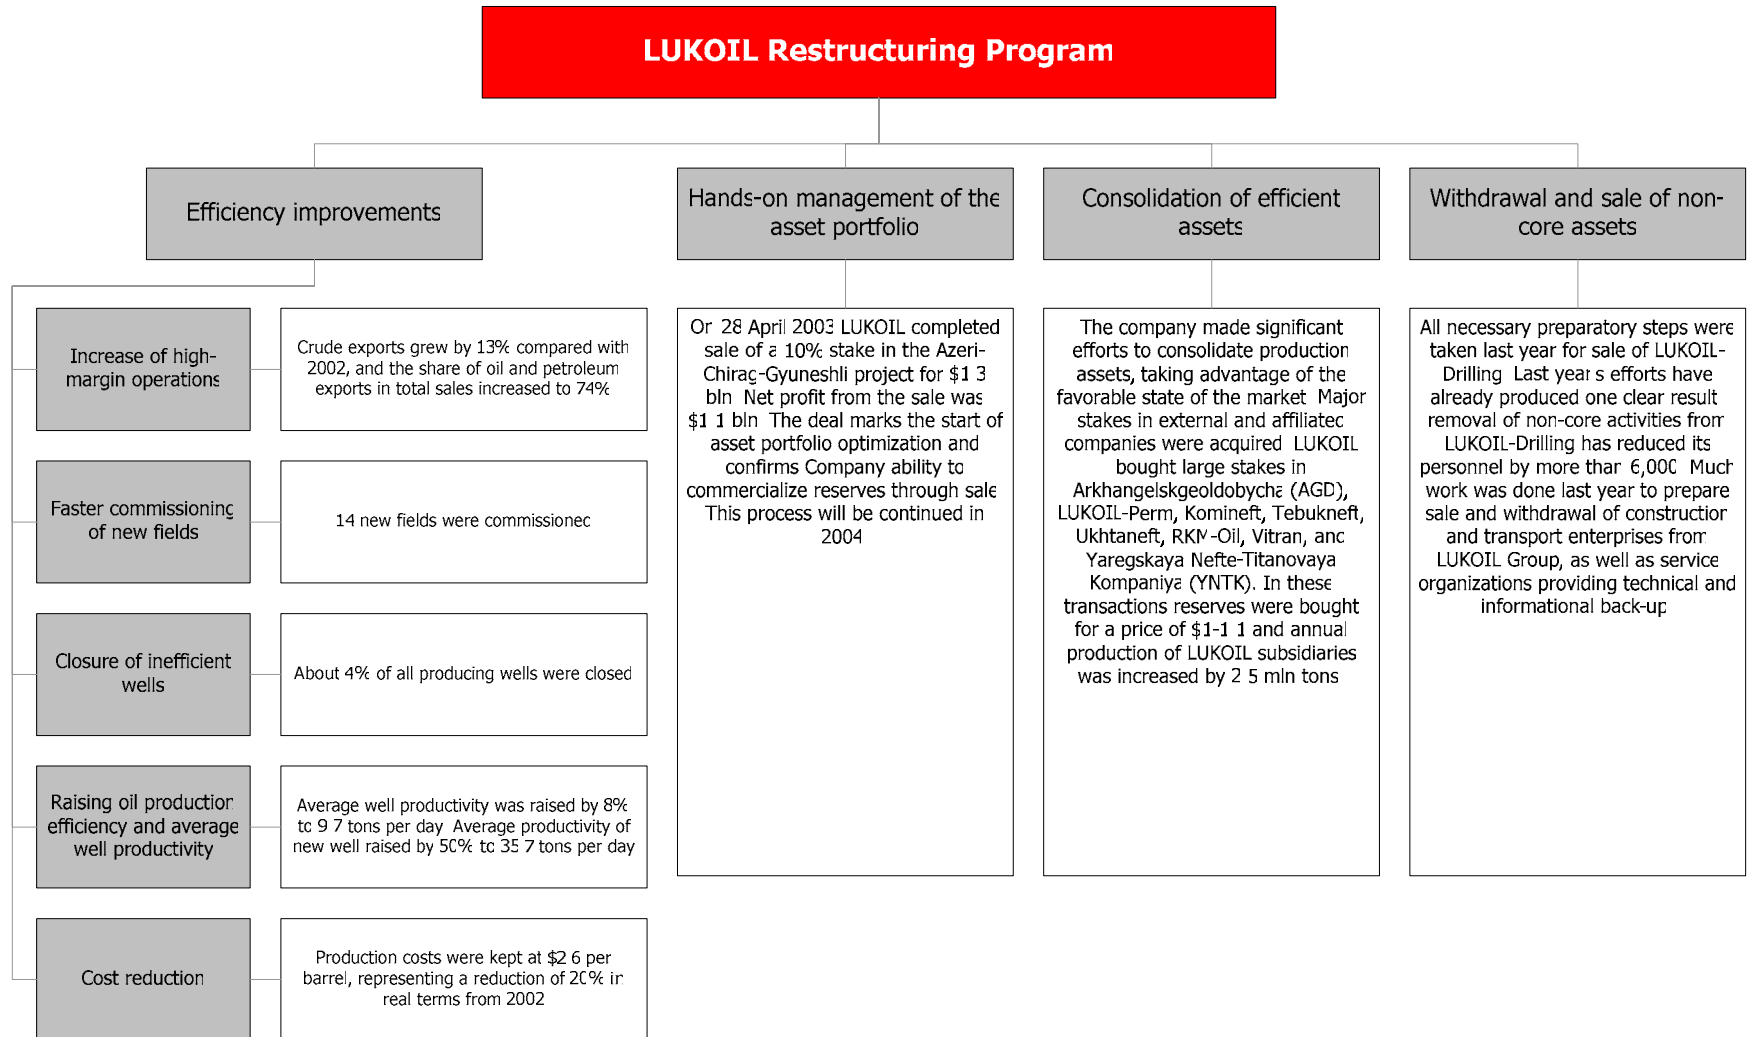 LUKOIL Restructuring Program
Efficiency improvements
Hands-on management of the
asset portfolio
Consolidation of efficient
assets
Withdrawal and sale of non-
core assets
Increase of high-
margin operations
Crude exports grew by 13% compared with
2002, and the share of oil and petroleum
exports in total sales increased to 74%
Faster commissioning
of new fields
14 new fields were commissioned
Closure of inefficient
wells
About 4% of all producing wells were closed
Raising oil production
efficiency and average
well productivity
Average well productivity was raised by 8%
to 9 7 tons per day Average productivity of
new well raised by 50% to 35 7 tons per day
Cost reduction
Production costs were kept at $2 6 per
barrel, representing a reduction of 20% in
real terms from 2002
On 28 April 2003 LUKOIL completed
sale of a 10% stake in the Azeri-
Chirag-Gyuneshli project for $1 3
bln Net profit from the sale was
$1 1 bln The deal marks the start of
asset portfolio optimization and
confirms Company ability to
commercialize reserves through sale
This process will be continued in
2004
The company made significant
efforts to consolidate production
assets, taking advantage of the
favorable state of the market Major
stakes in external and affiliated
companies were acquired LUKOIL
bought large stakes in
Arkhangelskgeoldobycha (AGD),
LUKOIL-Perm, Komineft, Tebukneft,
Ukhtaneft, RKM-Oil, Vitran, and
Yaregskaya Nefte-Titanovaya
Kompaniya (YNTK). In these
transactions reserves were bought
for a price of $1-1 1 and annual
production of LUKOIL subsidiaries
was increased by 2 5 mln tons
All necessary preparatory steps were
taken last year for sale of LUKOIL-
Drilling Last year s efforts have
already produced one clear result
removal of non-core activities from
LUKOIL-Drilling has reduced its
personnel by more than 6,000 Much
work was done last year to prepare
sale and withdrawal of construction
and transport enterprises from
LUKOIL Group, as well as service
organizations providing technical and
informational back-up